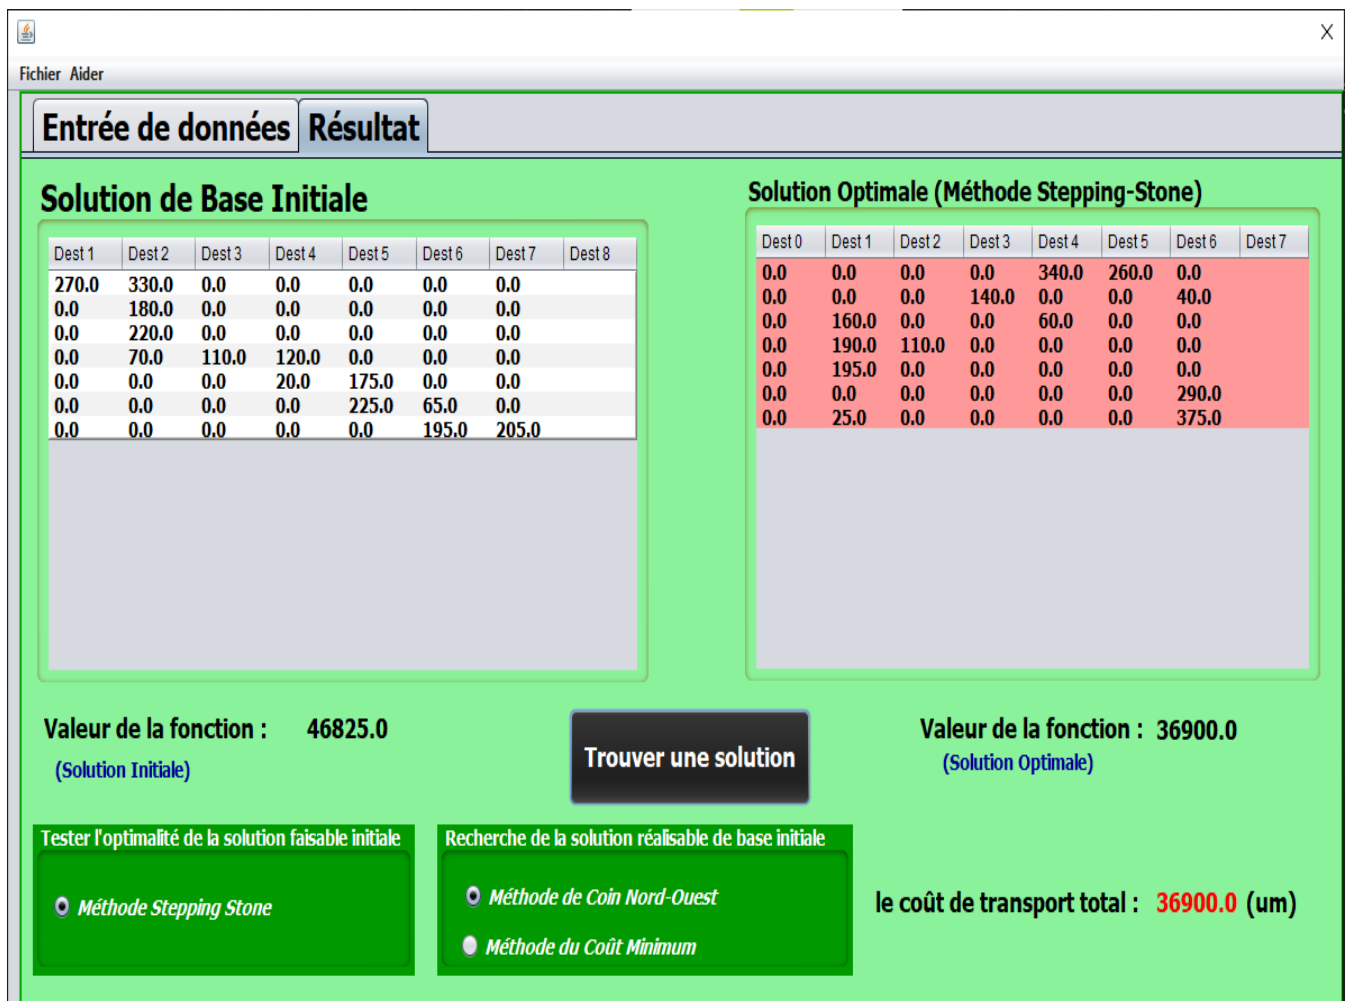 X
Fichier Aider
Entrée de données Résultat
Solution de Base Initiale
Dest 1 Dest 2 Dest 3 Dest 4 Dest 5 Dest 6 Dest 7 Dest 8
270.0 330.0 0.0 0.0 0.0 0.0 0.0
0.0 180.0 0.0 0.0 0.0 0.0 0.0
0.0 220.0 0.0 0.0 0.0 0.0 0.0
0.0 70.0 110.0 120.0 0.0 0.0 0.0
0.0 0.0 0.0 20.0 175.0 0.0 0.0
0.0 0.0 0.0 0.0 225.0 65.0 0.0
0.0 0.0 0.0 0.0 0.0 195.0 205.0
Solution Optimale (Méthode Stepping-Stone)
Dest 0 Dest 1 Dest 2 Dest 3 Dest 4 Dest 5 Dest 6 Dest 7
0.0 0.0 0.0 0.0 340.0 260.0 0.0
0.0 0.0 0.0 140.0 0.0 0.0 40.0
0.0 160.0 0.0 0.0 60.0 0.0 0.0
0.0 190.0 110.0 0.0 0.0 0.0 0.0
0.0 195.0 0.0 0.0 0.0 0.0 0.0
0.0 0.0 0.0 0.0 0.0 0.0 290.0
0.0 25.0 0.0 0.0 0.0 0.0 375.0
Valeur de la fonction : 46825.0
(Solution Initiale)
Trouver une solution
Valeur de la fonction : 36900.0
(Solution Optimale)
Tester l'optimalité de la solution faisable initiale
Méthode Stepping Stone
Recherche de la solution réalisable de base initiale
Méthode de Coin Nord-Ouest
Méthode du Coût Minimum
le coût de transport total : 36900.0 (um)